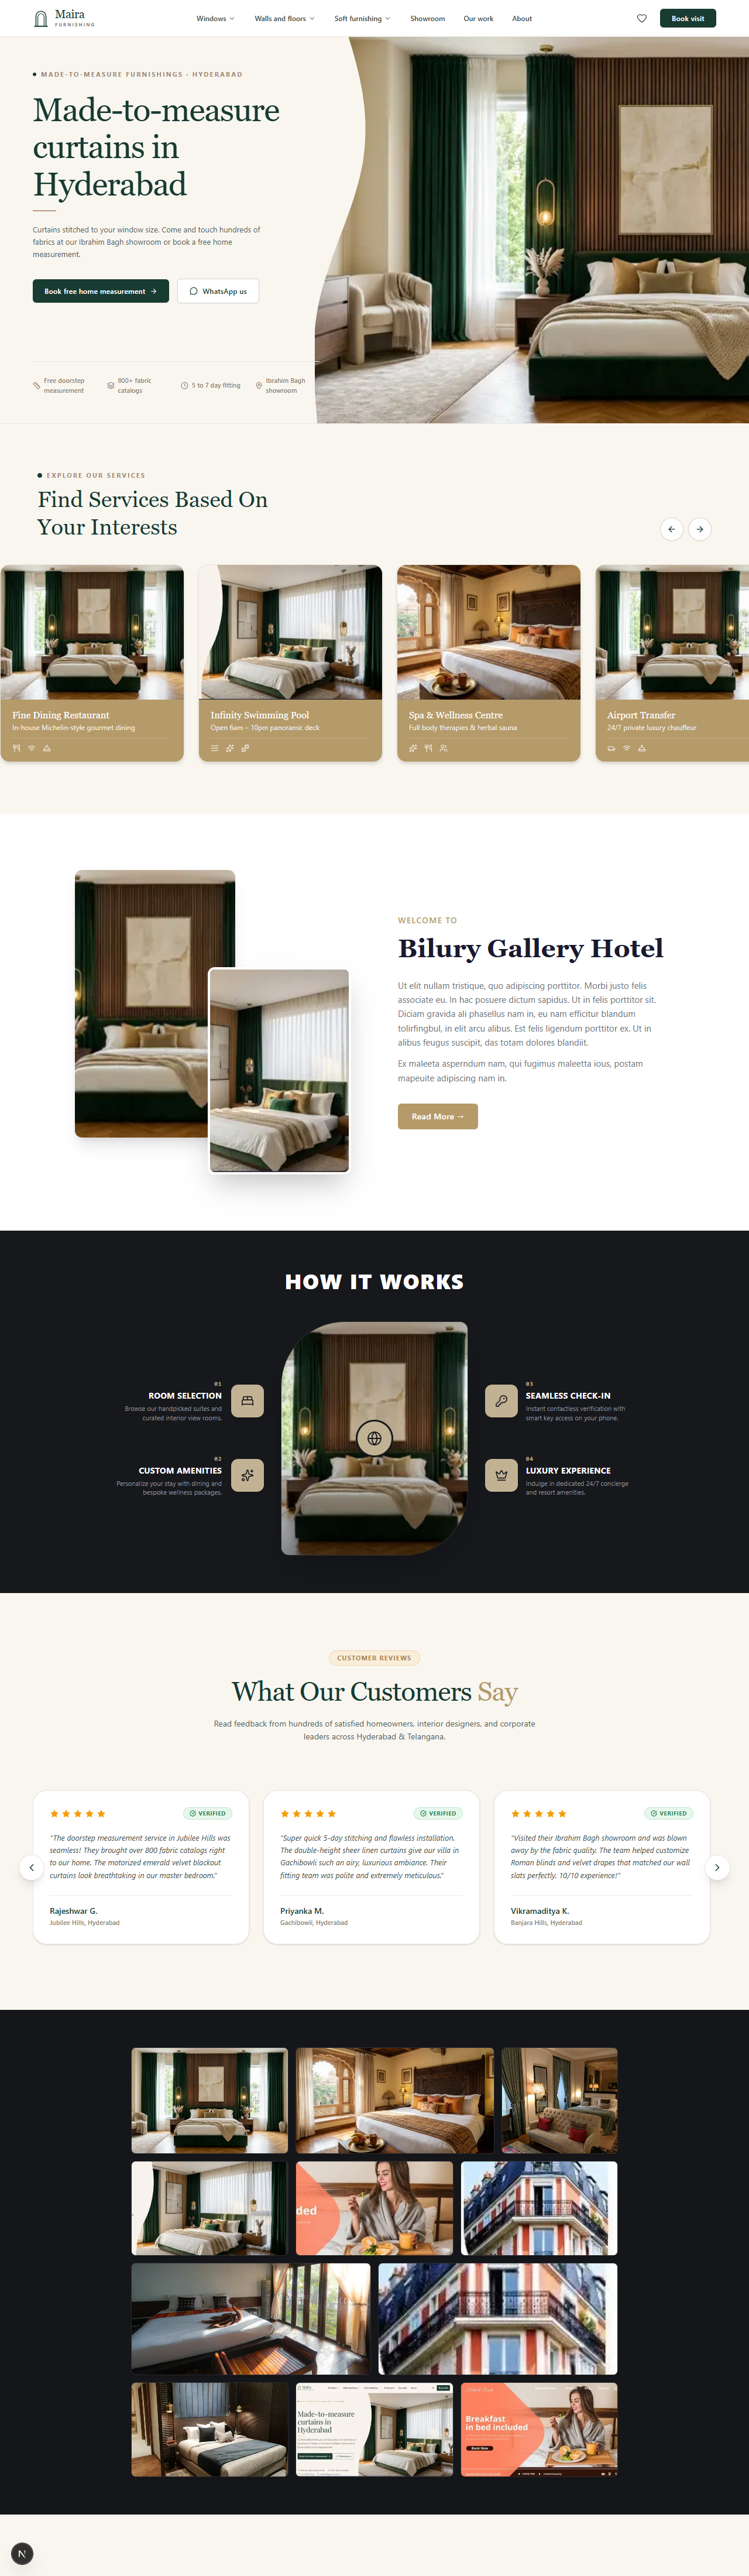 Maira
FURNISHING
Windows
Walls and floors
Soft furnishing
Showroom
Our work
About
Book visit
MADE-TO-MEASURE FURNISHINGS · HYDERABAD
Made-to-measure
curtains in
Hyderabad
Curtains stitched to your window size. Come and touch hundreds of
fabrics at our Ibrahim Bagh showroom or book a free home
measurement.
Book free home measurement →
WhatsApp us
Free doorstep
measurement
800+ fabric
catalogs
5 to 7 day fitting
Ibrahim Bagh
showroom
EXPLORE OUR SERVICES
Find Services Based On
Your Interests
Fine Dining Restaurant
In-house Michelin-style gourmet dining
Infinity Swimming Pool
Open 6am – 10pm panoramic deck
Spa & Wellness Centre
Full body therapies & herbal sauna
Airport Transfer
24/7 private luxury chauffeur
WELCOME TO
Bilury Gallery Hotel
Ut elit nullam tristique, quo adipiscing porttitor. Morbi justo felis
associate eu. In hac posuere dictum sapidus. Ut in felis porttitor sit.
Diciam gravida ali phasellus nam in, eu nam efficitur blandum
tolirfingbul, in elit arcu alibus. Est felis ligendum porttitor ex. Ut in
alibus feugus suscipit, das totam dolores blandiit.
Ex maleeta asperndum nam, qui fugimus maleetta ious, postam
mapeuite adipiscing nam in.
Read More →
HOW IT WORKS
01
ROOM SELECTION
Browse our handpicked suites and
curated interior view rooms.
02
CUSTOM AMENITIES
Personalize your stay with dining and
bespoke wellness packages.
03
SEAMLESS CHECK-IN
Instant contactless verification with
smart key access on your phone.
04
LUXURY EXPERIENCE
Indulge in dedicated 24/7 concierge
and resort amenities.
CUSTOMER REVIEWS
What Our Customers Say
Read feedback from hundreds of satisfied homeowners, interior designers, and corporate
leaders across Hyderabad & Telangana.
VERIFIED
"The doorstep measurement service in Jubilee Hills was
seamless! They brought over 800 fabric catalogs right
to our home. The motorized emerald velvet blackout
curtains look breathtaking in our master bedroom."
Rajeshwar G.
Jubilee Hills, Hyderabad
VERIFIED
"Super quick 5-day stitching and flawless installation.
The double-height sheer linen curtains give our villa in
Gachibowli such an airy, luxurious ambiance. Their
fitting team was polite and extremely meticulous."
Priyanka M.
Gachibowli, Hyderabad
VERIFIED
"Visited their Ibrahim Bagh showroom and was blown
away by the fabric quality. The team helped customize
Roman blinds and velvet drapes that matched our wall
slats perfectly. 10/10 experience!"
Vikramaditya K.
Banjara Hills, Hyderabad
ded
Made-to-measure
curtains in
Hyderabad
Breakfast
in bed included
Book Now
N